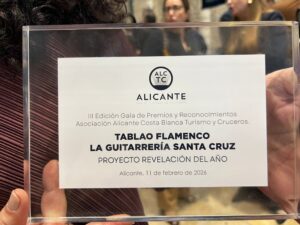 ALC
TC
ALICANTE
III Edición Gala de Premios y Reconocimientos
Asociación Alicante Costa Blanca Turismo y Cruceros.
TABLAO FLAMENCO
LA GUITARRERÍA SANTA CRUZ
PROYECTO REVELACIÓN DEL AÑO
Alicante, 11 de febrero de 2026